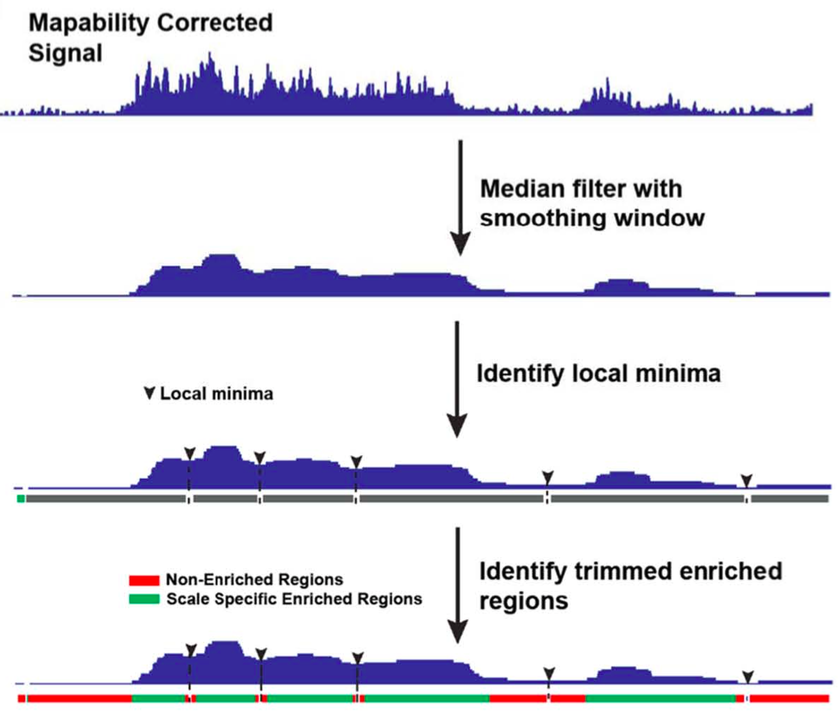 Mapability Corrected
Signal
Median filter with
smoothing window
Identify local minima
Local minima
Identify trimmed enriched
regions
Non-Enriched Regions
Scale Specific Enriched Regions